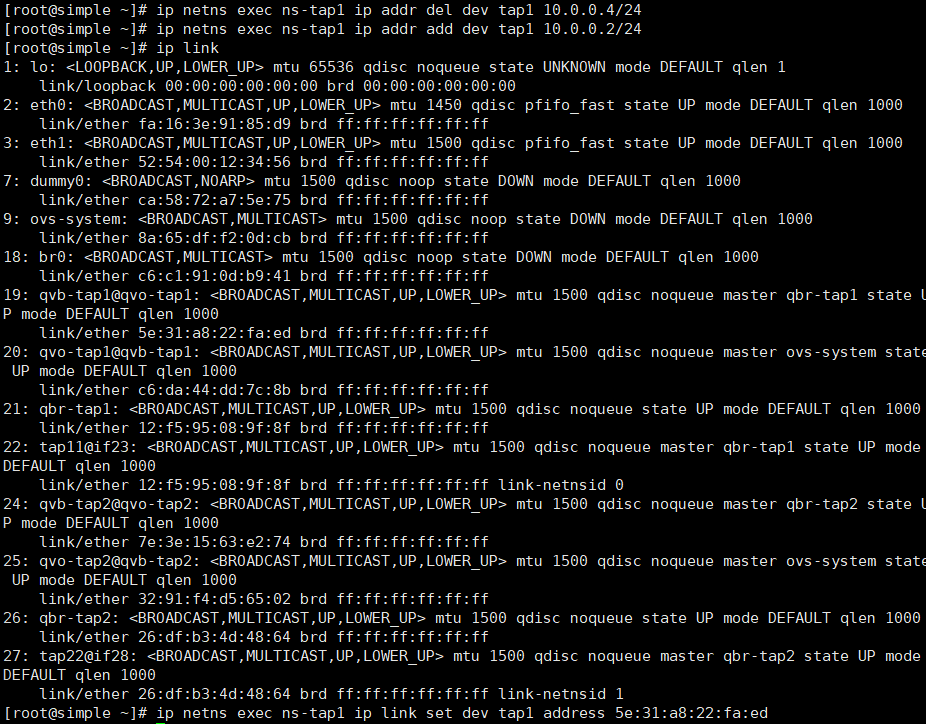 [root@simple ~]# ip netns exec ns-tap1 ip addr del dev tap1 10.0.0.4/24
[root@simple ~]# ip netns exec ns-tap1 ip addr add dev tap1 10.0.0.2/24
[root@simple ~]# ip link
1: lo: <LOOPBACK,UP,LOWER_UP> mtu 65536 qdisc noqueue state UNKNOWN mode DEFAULT qlen 1
    link/loopback 00:00:00:00:00:00 brd 00:00:00:00:00:00
2: eth0: <BROADCAST,MULTICAST,UP,LOWER_UP> mtu 1450 qdisc pfifo_fast state UP mode DEFAULT qlen 1000
    link/ether fa:16:3e:91:85:d9 brd ff:ff:ff:ff:ff:ff
3: eth1: <BROADCAST,MULTICAST,UP,LOWER_UP> mtu 1500 qdisc pfifo_fast state UP mode DEFAULT qlen 1000
    link/ether 52:54:00:12:34:56 brd ff:ff:ff:ff:ff:ff
7: dummy0: <BROADCAST,NOARP> mtu 1500 qdisc noop state DOWN mode DEFAULT qlen 1000
    link/ether ca:58:72:a7:5e:75 brd ff:ff:ff:ff:ff:ff
9: ovs-system: <BROADCAST,MULTICAST> mtu 1500 qdisc noop state DOWN mode DEFAULT qlen 1000
    link/ether 8a:65:df:f2:0d:cb brd ff:ff:ff:ff:ff:ff
18: br0: <BROADCAST,MULTICAST> mtu 1500 qdisc noop state DOWN mode DEFAULT qlen 1000
    link/ether c6:c1:91:0d:b9:41 brd ff:ff:ff:ff:ff:ff
19: qvb-tap1@qvo-tap1: <BROADCAST,MULTICAST,UP,LOWER_UP> mtu 1500 qdisc noqueue master qbr-tap1 state U
P mode DEFAULT qlen 1000
    link/ether 5e:31:a8:22:fa:ed brd ff:ff:ff:ff:ff:ff
20: qvo-tap1@qvb-tap1: <BROADCAST,MULTICAST,UP,LOWER_UP> mtu 1500 qdisc noqueue master ovs-system state
 UP mode DEFAULT qlen 1000
    link/ether c6:da:44:dd:7c:8b brd ff:ff:ff:ff:ff:ff
21: qbr-tap1: <BROADCAST,MULTICAST,UP,LOWER_UP> mtu 1500 qdisc noqueue state UP mode DEFAULT qlen 1000
    link/ether 12:f5:95:08:9f:8f brd ff:ff:ff:ff:ff:ff
22: tap11@if23: <BROADCAST,MULTICAST,UP,LOWER_UP> mtu 1500 qdisc noqueue master qbr-tap1 state UP mode
DEFAULT qlen 1000
    link/ether 12:f5:95:08:9f:8f brd ff:ff:ff:ff:ff:ff link-netnsid 0
24: qvb-tap2@qvo-tap2: <BROADCAST,MULTICAST,UP,LOWER_UP> mtu 1500 qdisc noqueue master qbr-tap2 state U
P mode DEFAULT qlen 1000
    link/ether 7e:3e:15:63:e2:74 brd ff:ff:ff:ff:ff:ff
25: qvo-tap2@qvb-tap2: <BROADCAST,MULTICAST,UP,LOWER_UP> mtu 1500 qdisc noqueue master ovs-system state
 UP mode DEFAULT qlen 1000
    link/ether 32:91:f4:d5:65:02 brd ff:ff:ff:ff:ff:ff
26: qbr-tap2: <BROADCAST,MULTICAST,UP,LOWER_UP> mtu 1500 qdisc noqueue state UP mode DEFAULT qlen 1000
    link/ether 26:df:b3:4d:48:64 brd ff:ff:ff:ff:ff:ff
27: tap22@if28: <BROADCAST,MULTICAST,UP,LOWER_UP> mtu 1500 qdisc noqueue master qbr-tap2 state UP mode
DEFAULT qlen 1000
    link/ether 26:df:b3:4d:48:64 brd ff:ff:ff:ff:ff:ff link-netnsid 1
[root@simple ~]# ip netns exec ns-tap1 ip link set dev tap1 address 5e:31:a8:22:fa:ed